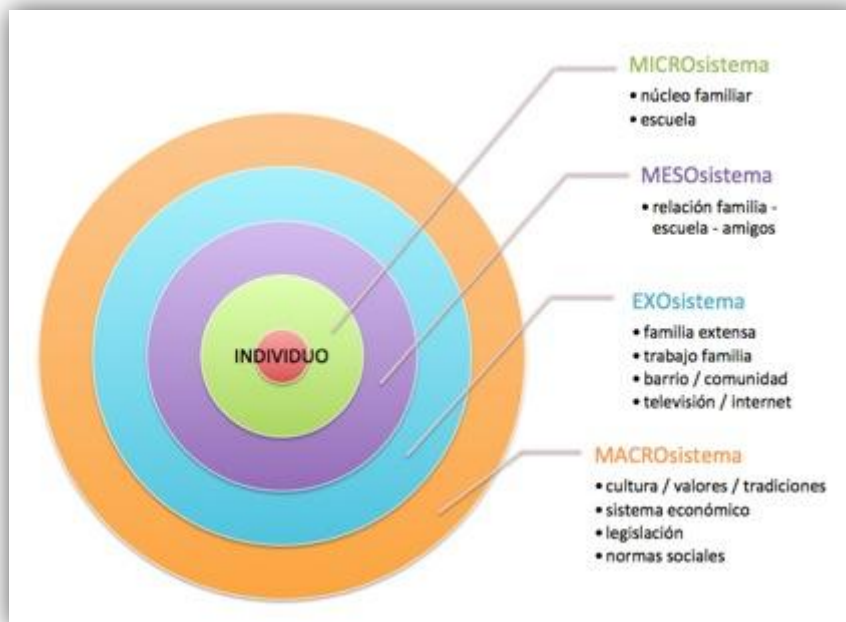 MICROsistema
• núcleo familiar
• escuela
MESOsistema
• relación familia -
escuela - amigos
EXOsistema
• familia extensa
• trabajo familia
• barrio / comunidad
• televisión / internet
MACROsistema
• cultura / valores / tradiciones
• sistema económico
• legislación
• normas sociales
INDIVIDUO